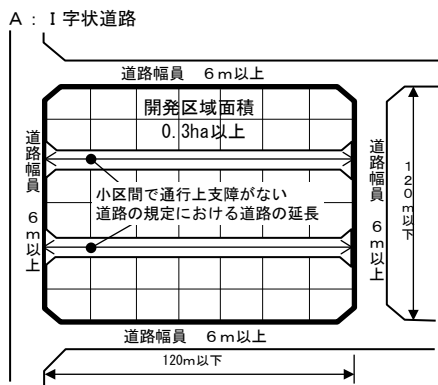 A : I字状道路
道路幅員 6m以上
開発区域面積
0.3ha以上
道路幅員 6m以上
小区間で通行上支障がない
道路の規定における道路の延長
道路幅員 6m以上
120m以下
道路幅員 6m以上
120m以下